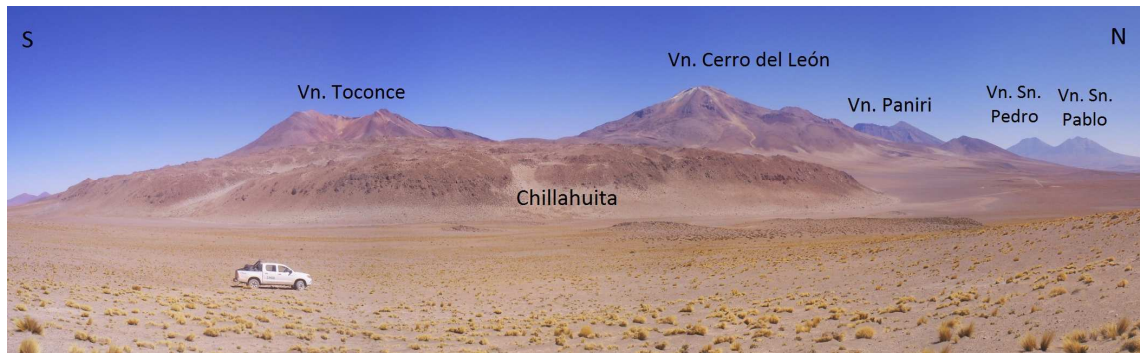 S
N
Vn. Cerro del León
Vn. Toconce
Vn. Paniri
Vn. Sn.
Pedro
Vn. Sn.
Pablo
Chillahuita